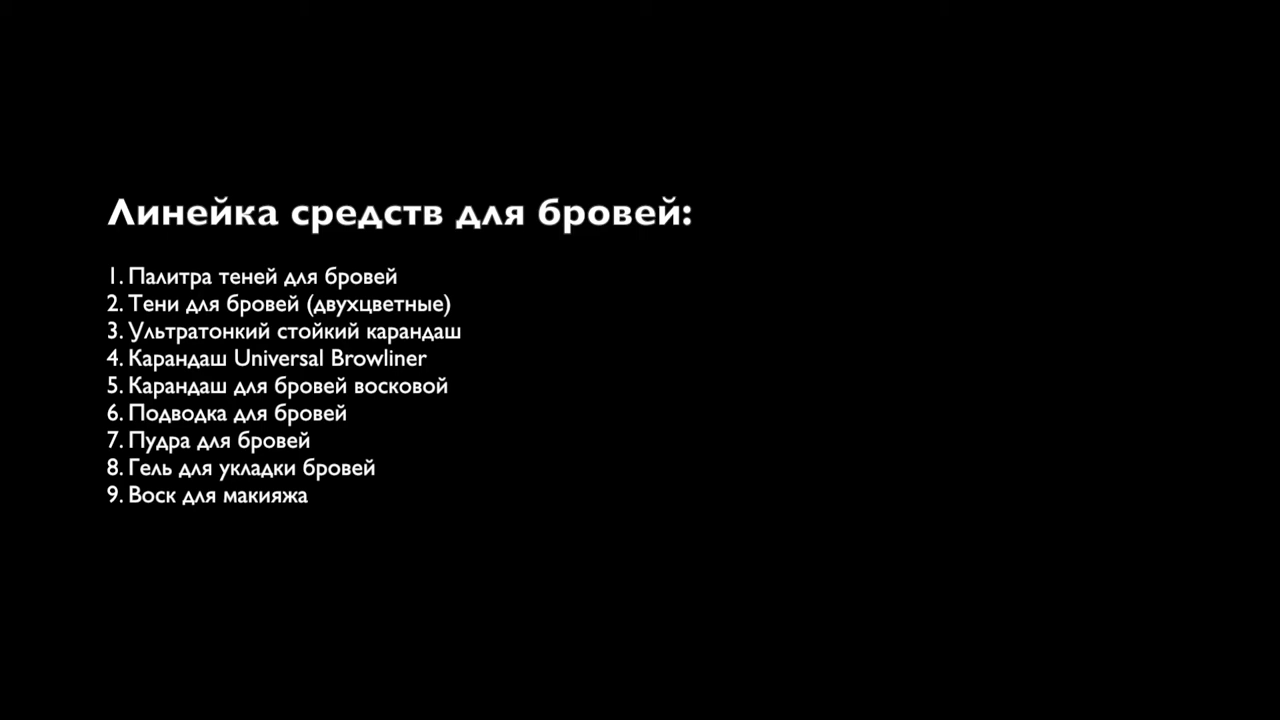 Линейка средств для бровей:
1. Палитра теней для бровей
2. Тени для бровей (двухцветные)
3. Ультратонкий стойкий карандаш
4. Карандаш Universal Browliner
5. Карандаш для бровей восковой
6. Подводка для бровей
7. Пудра для бровей
8. Гель для укладки бровей
9. Воск для макияжа